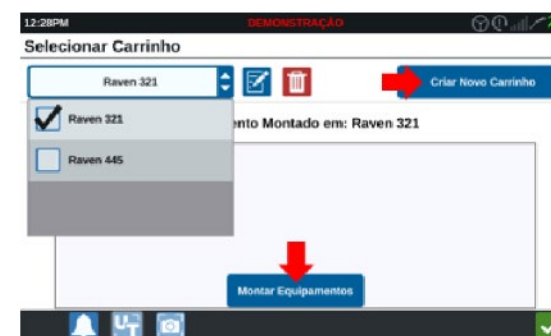 12:28PM DEMONSTRAÇÃO
Selecionar Carrinho
Raven 321 Criar Novo Carrinho
Raven 321 ento Montado em: Raven 321
Raven 445
Montar Equipamentos
UT